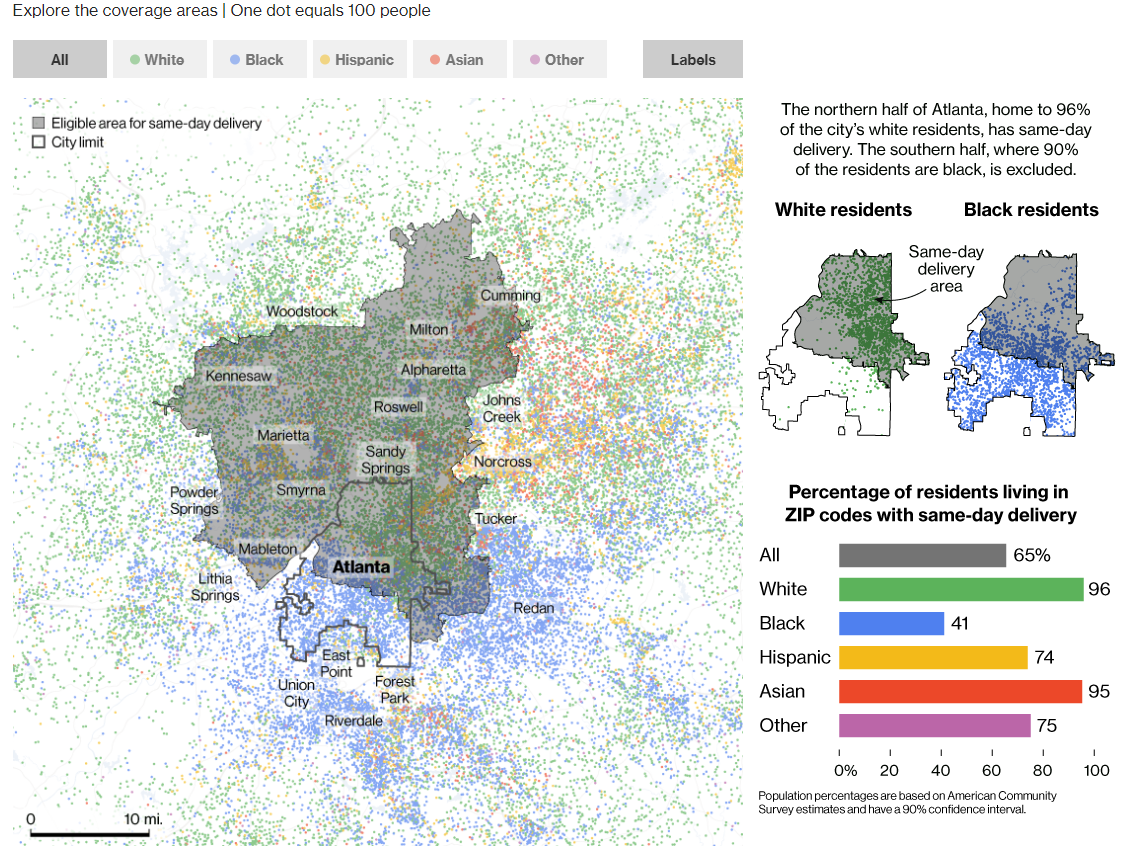 Explore the coverage areas | One dot equals 100 people
All
White
Black
Hispanic
Asian
Other
Labels
Eligible area for same-day delivery
City limit
Cumming
Woodstock
Milton
Alpharetta
Kennesaw
Roswell
Johns
Creek
Marietta
Sandy
Springs
Norcross
Smyrna
Powder
Springs
Tucker
Mableton
Atlanta
Lithia
Springs
Redan
East
Point
Union
City
Forest
Park
Riverdale
0
10 mi.
The northern half of Atlanta, home to 96%
of the city's white residents, has same-day
delivery. The southern half, where 90%
of the residents are black, is excluded.
White residents
Black residents
Same-day
delivery
area
Percentage of residents living in
ZIP codes with same-day delivery
All 65%
White 96
Black 41
Hispanic 74
Asian 95
Other 75
0% 20 40 60 80 100
Population percentages are based on American Community
Survey estimates and have a 90% confidence interval.